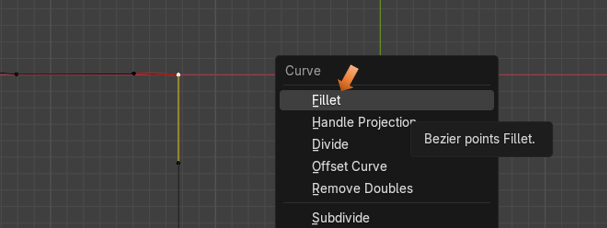 Curve
Fillet
Handle Projection
Bezier points Fillet.
Divide
Offset Curve
Remove Doubles
Subdivide